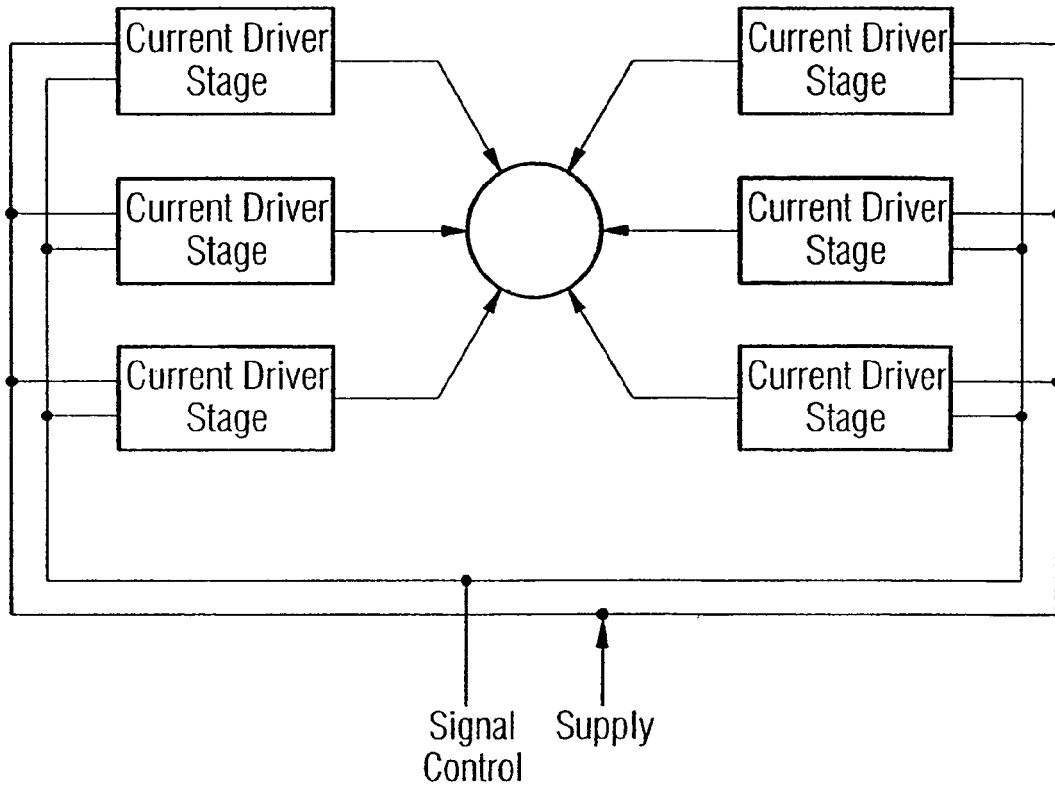 Current Driver
Stage
Current Driver
Stage
Current Driver
Stage
Current Driver
Stage
Current Driver
Stage
Current Driver
Stage
Signal
Control
Supply